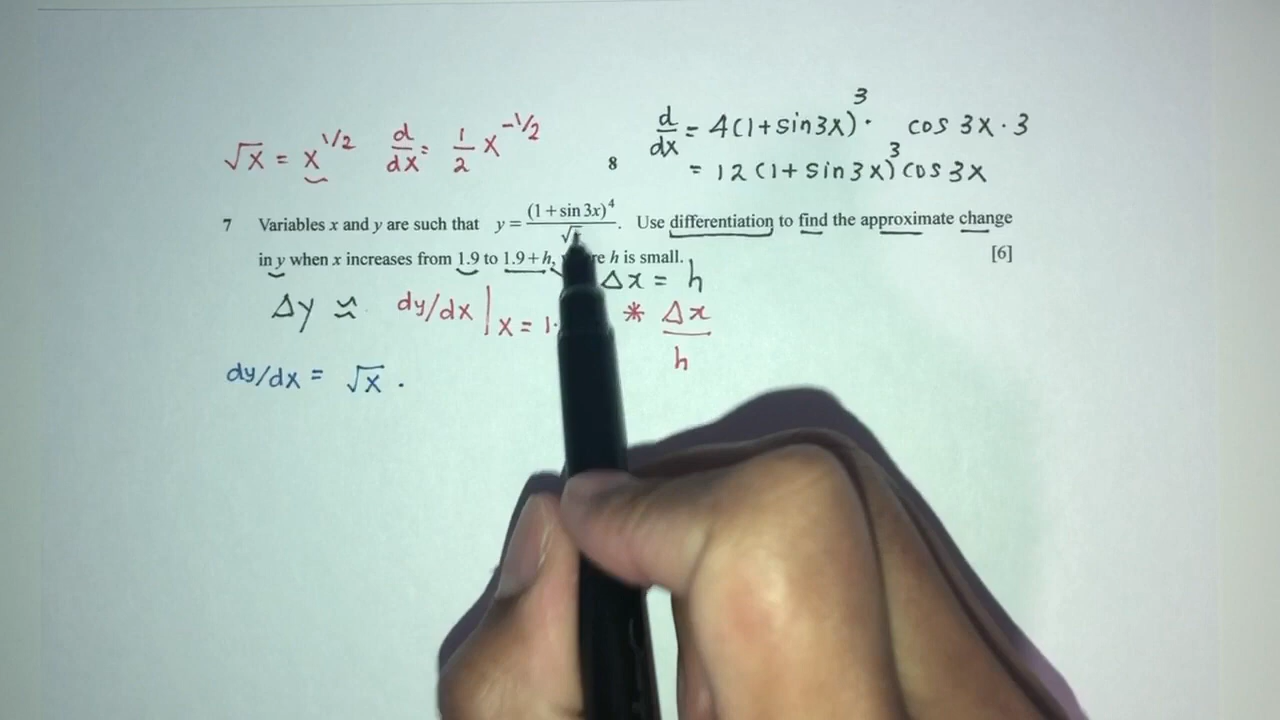 √x = x^1/2  d/dx = 1/2 x^-1/2
d/dx = 4(1+sin3x)^3 · cos 3x · 3
= 12(1+sin3x)^3 cos3x
8
7 Variables x and y are such that y = (1 + sin 3x)^4 / √x . Use differentiation to find the approximate change
in y when x increases from 1.9 to 1.9 + h, h is small. [6]
Δx = h
Δy ≈ dy/dx | x = 1. * Δx
h
dy/dx = √x .